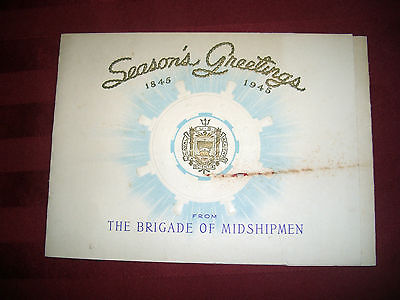 Season's Greetings
1845 1945
FROM
THE BRIGADE OF MIDSHIPMEN